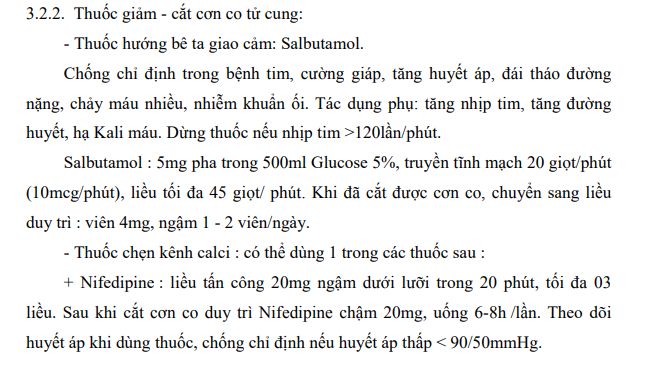 3.2.2. Thuốc giảm - cắt cơn co tử cung:
- Thuốc hướng bê ta giao cảm: Salbutamol.
Chống chỉ định trong bệnh tim, cường giáp, tăng huyết áp, đái tháo đường
nặng, chảy máu nhiều, nhiễm khuẩn ối. Tác dụng phụ: tăng nhịp tim, tăng đường
huyết, hạ Kali máu. Dừng thuốc nếu nhịp tim >120lần/phút.
Salbutamol : 5mg pha trong 500ml Glucose 5%, truyền tĩnh mạch 20 giọt/phút
(10mcg/phút), liều tối đa 45 giọt/ phút. Khi đã cắt được cơn co, chuyển sang liều
duy trì : viên 4mg, ngậm 1 - 2 viên/ngày.
- Thuốc chẹn kênh calci : có thể dùng 1 trong các thuốc sau :
+ Nifedipine : liều tấn công 20mg ngậm dưới lưỡi trong 20 phút, tối đa 03
liều. Sau khi cắt cơn co duy trì Nifedipine chậm 20mg, uống 6-8h /lần. Theo dõi
huyết áp khi dùng thuốc, chống chỉ định nếu huyết áp thấp < 90/50mmHg.